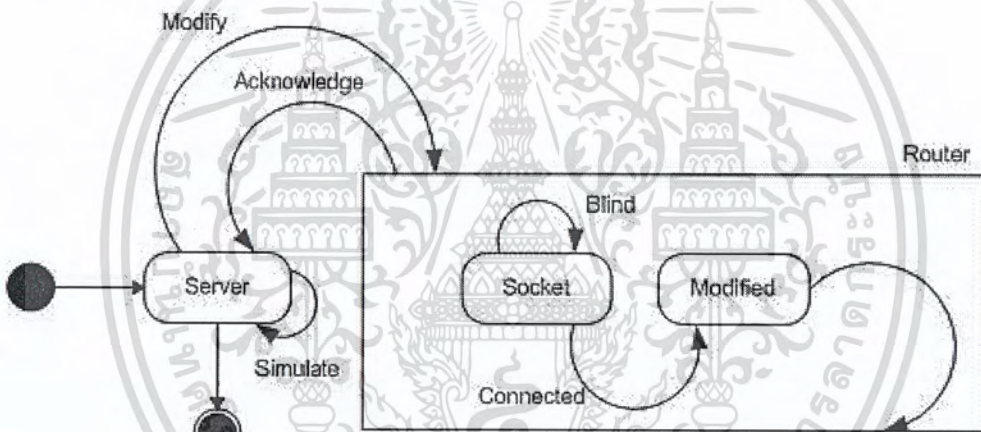 Modify
Acknowledge
Router
Blind
Server
Socket
Modified
Simulate
Connected